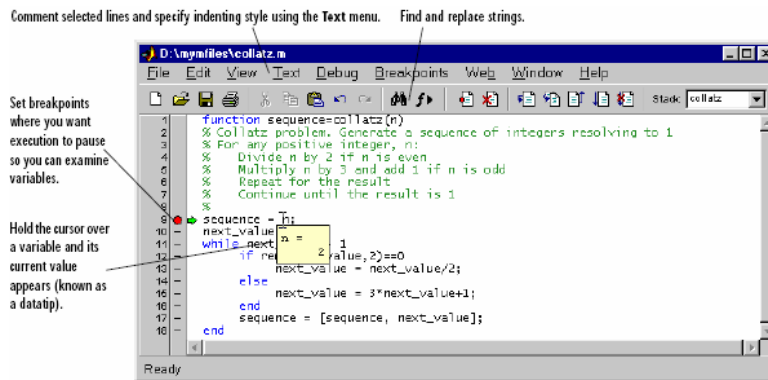 Comment selected lines and specify indenting style using the Text menu.
Find and replace strings.
D:\mymfiles\collatz.m
File Edit View Text Debug Breakpoints Web Window Help
Stack: collatz
Set breakpoints
where you want
execution to pause
so you can examine
variables.
Hold the cursor over
a variable and its
current value
appears (known as
a datatip).
1 function sequence=collatz(n)
2 % Collatz problem. Generate a sequence of integers resolving to 1
3 % For any positive integer, n:
4 % Divide n by 2 if n is even
5 % Multiply n by 3 and add 1 if n is odd
6 % Repeat for the result
7 % Continue until the result is 1
8 %
9 sequence = n;
10 - next_value
11 - while next 1
12 - if re alue,2)==0
13 - next_value = next_value/2;
14 - else
15 - next_value = 3*next_value+1;
16 - end
17 - sequence = [sequence, next_value];
18 - end
n =
2
Ready